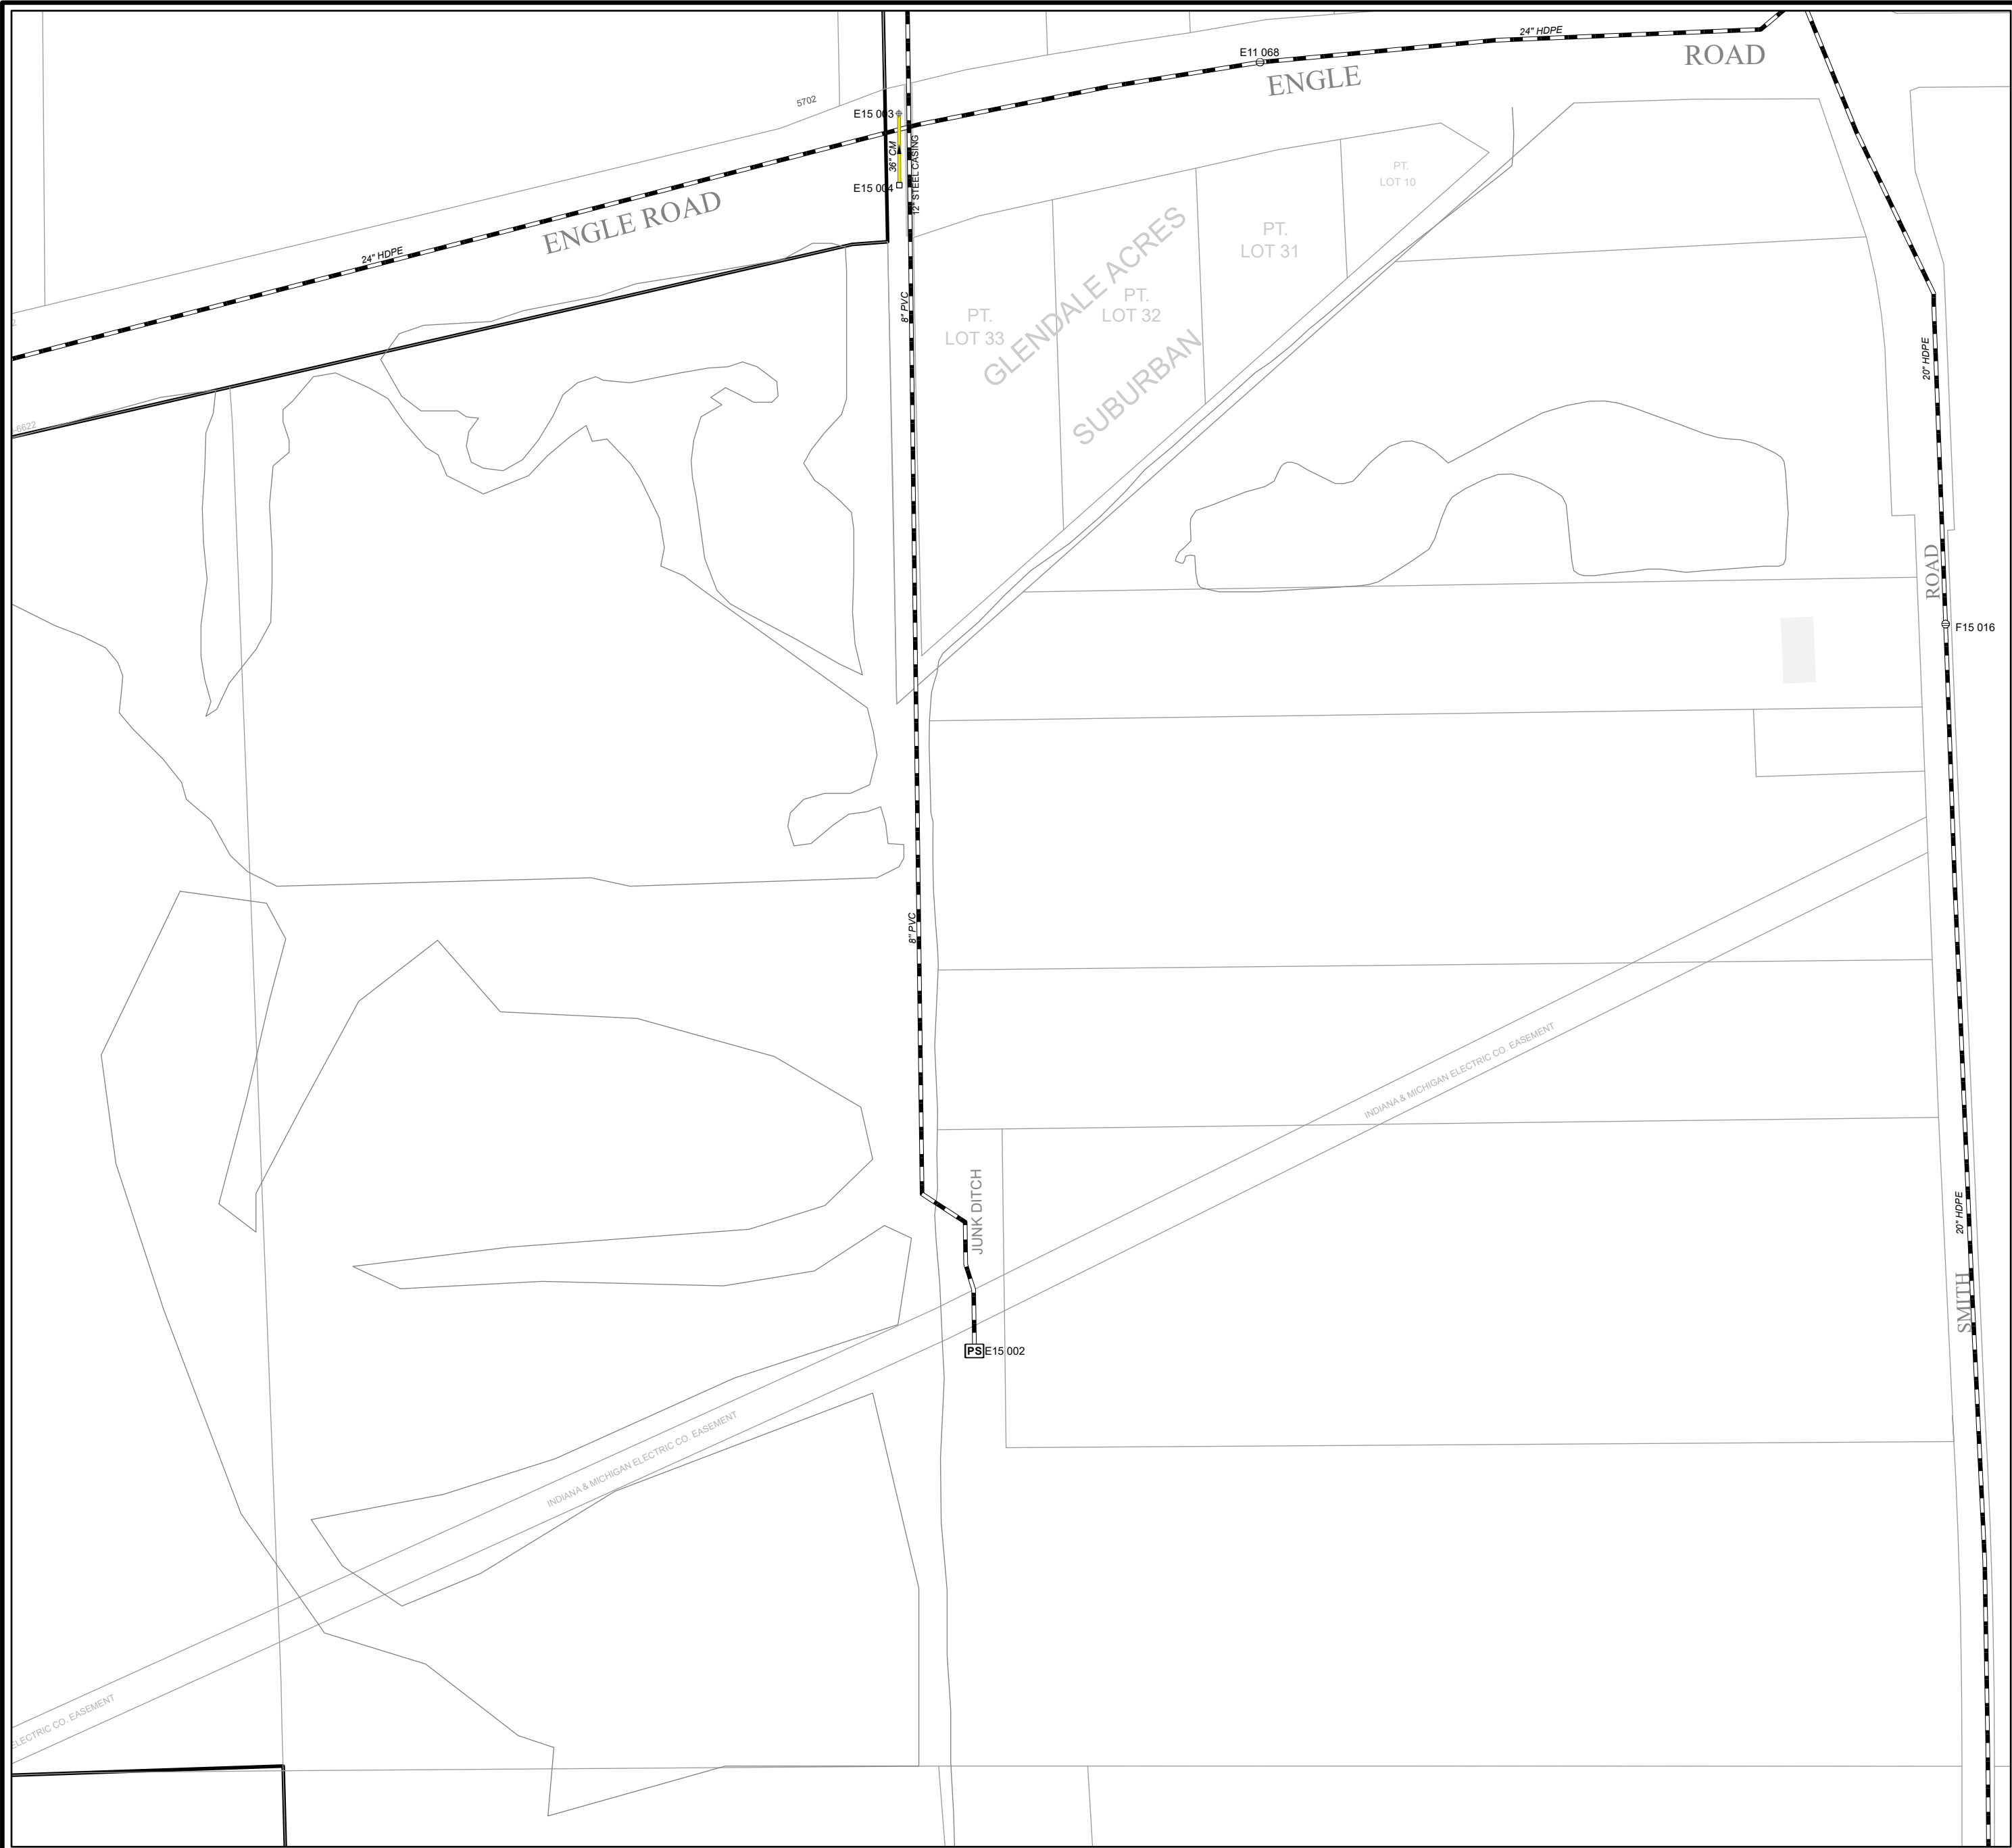 24" HDPE
ROAD
E11 068
ENGLE
5702
E15 003
36" CM
12" STEEL CASING
E15 004
ENGLE ROAD
24" HDPE
PT.
LOT 10
PT.
LOT 31
PT.
LOT 32
PT.
LOT 33
GLENDALE ACRES
SUBURBAN
8" PVC
20" HDPE
2
-6622
ROAD
F15 016
8" PVC
INDIANA & MICHIGAN ELECTRIC CO. EASEMENT
JUNK DITCH
20" HDPE
SMITH
PS E15 002
INDIANA & MICHIGAN ELECTRIC CO. EASEMENT
ELECTRIC CO. EASEMENT